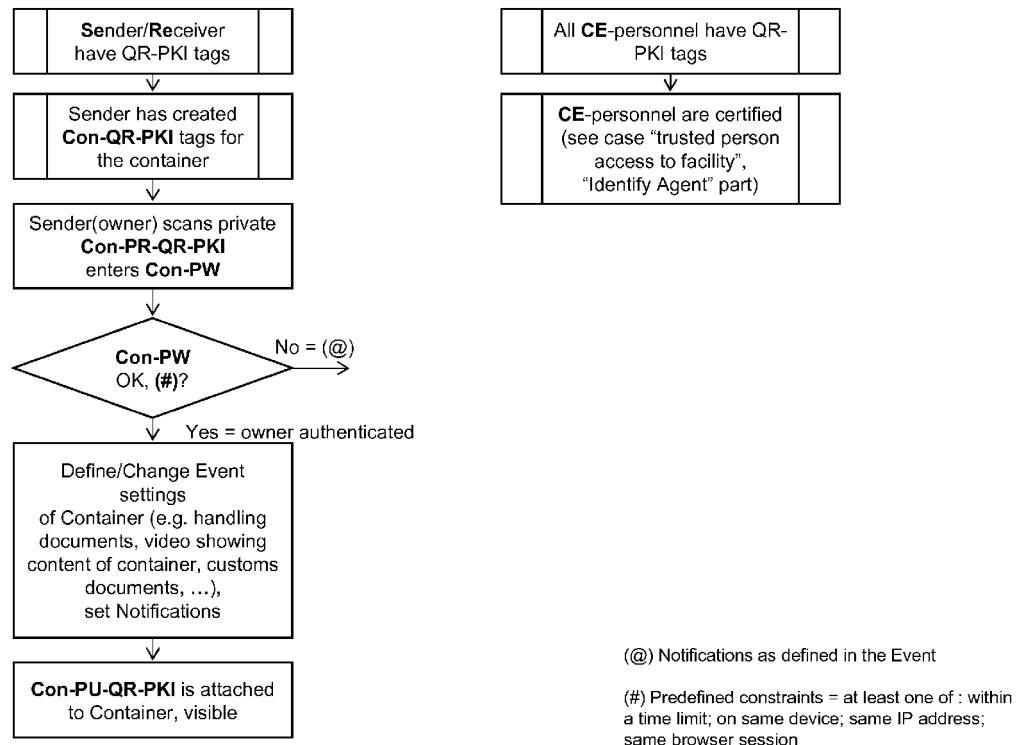 Sender/Receiver
have QR-PKI tags
Sender has created
Con-QR-PKI tags for
the container
Sender(owner) scans private
Con-PR-QR-PKI
enters Con-PW
Con-PW
OK, (#)?
No = (@)
Yes = owner authenticated
Define/Change Event
settings
of Container (e.g. handling
documents, video showing
content of container, customs
documents, ...),
set Notifications
Con-PU-QR-PKI is attached
to Container, visible
All CE-personnel have QR-
PKI tags
CE-personnel are certified
(see case “trusted person
access to facility”,
“Identify Agent” part)
(@) Notifications as defined in the Event
(#) Predefined constraints = at least one of : within
a time limit; on same device; same IP address;
same browser session